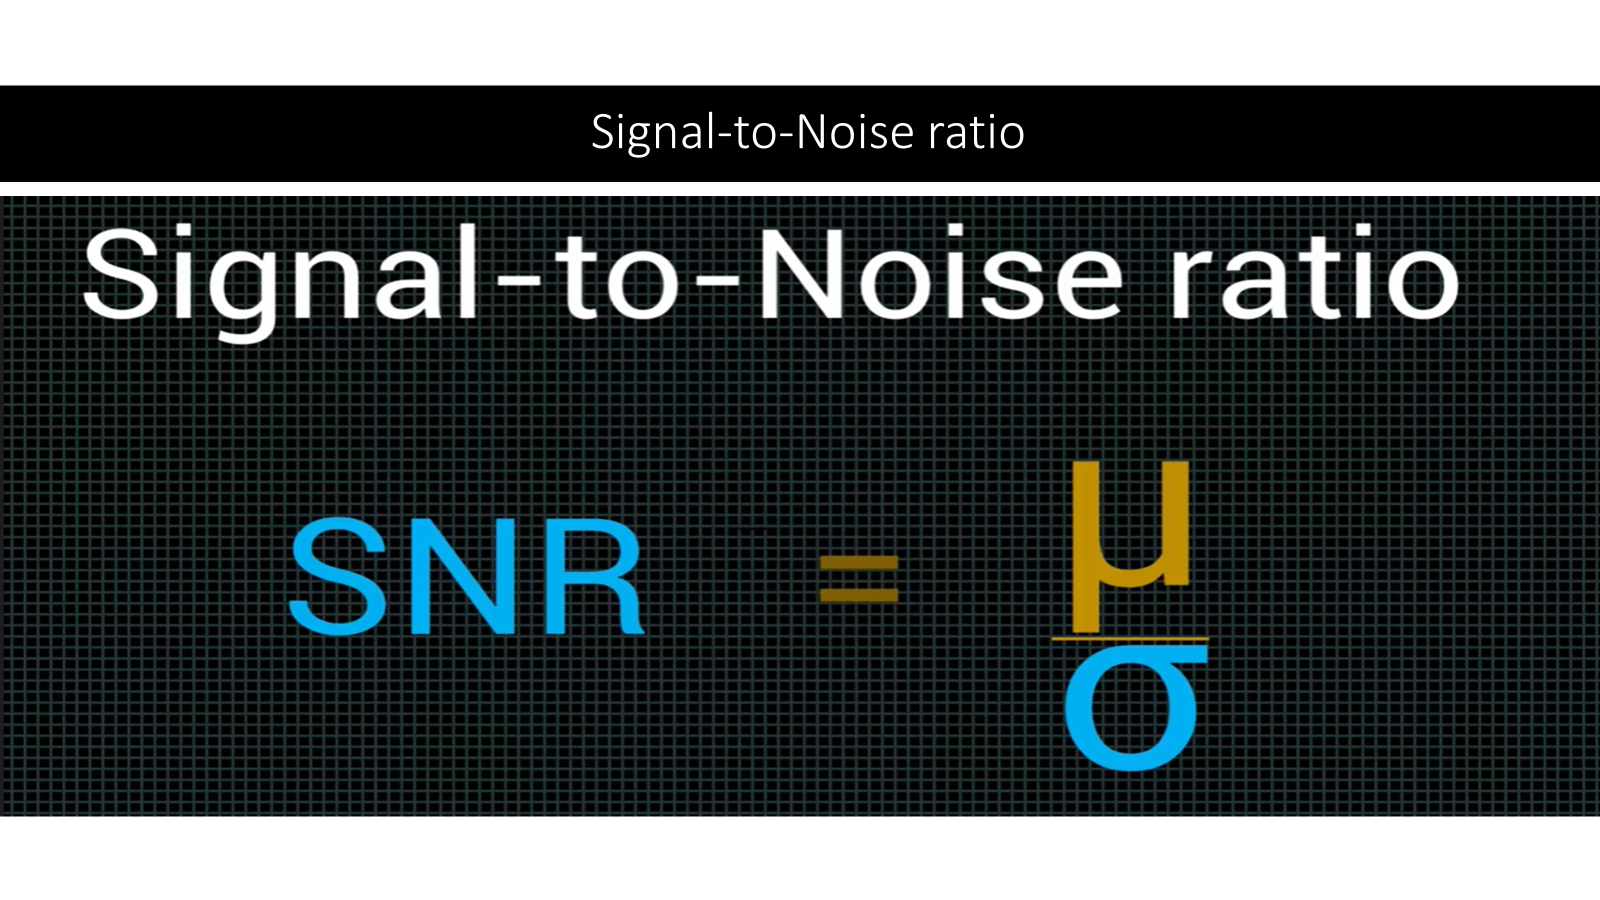 Signal-to-Noise ratio
Signal-to-Noise ratio
SNR = μ
σ